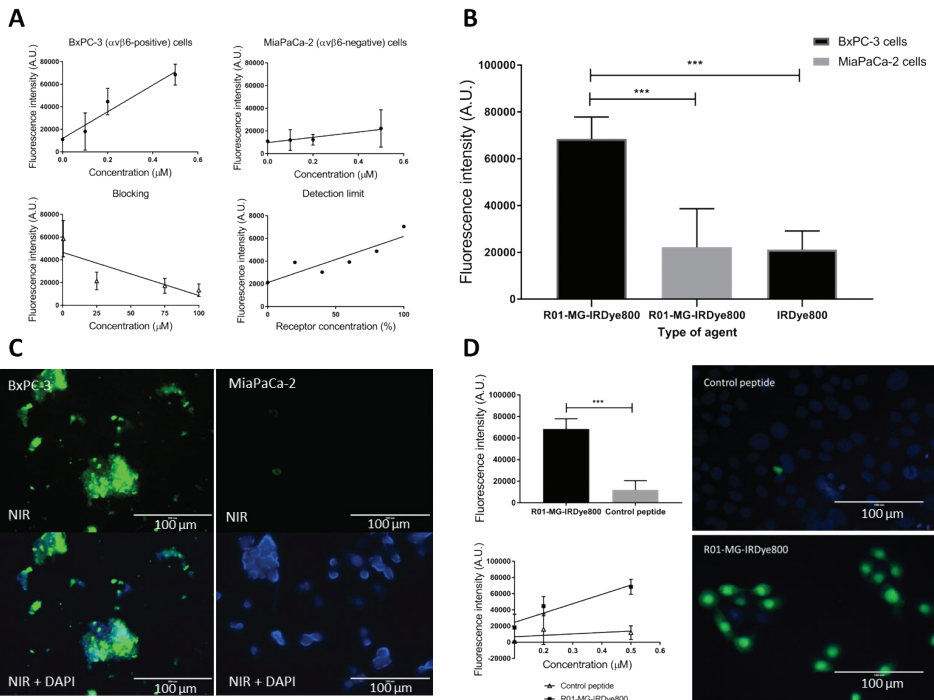 A
BxPC-3 (αvβ6-positive) cells
Fluorescence intensity (A.U.)
80000
60000
40000
20000
0
0.0 0.2 0.4 0.6
Concentration (μM)
MiaPaCa-2 (αvβ6-negative) cells
Fluorescence intensity (A.U.)
80000
60000
40000
20000
0
0.0 0.2 0.4 0.6
Concentration (μM)
Blocking
Fluorescence intensity (A.U.)
80000
60000
40000
20000
0
0 25 50 75 100
Concentration (μM)
Detection limit
Fluorescence intensity (A.U.)
8000
6000
4000
2000
0
0 50 100
Receptor concentration (%)
B
BxPC-3 cells
MiaPaCa-2 cells
Fluorescence intensity (A.U.)
100000
80000
60000
40000
20000
0
***
***
R01-MG-IRDye800 R01-MG-IRDye800 IRDye800
Type of agent
C
BxPC-3
NIR
100 μm
MiaPaCa-2
NIR
100 μm
NIR + DAPI
100 μm
NIR + DAPI
100 μm
D
Fluorescence intensity (A.U.)
100000
80000
60000
40000
20000
0
***
R01-MG-IRDye800 Control peptide
Control peptide
100 μm
Fluorescence intensity (A.U.)
100000
80000
60000
40000
20000
0
-20000
0.2 0.4 0.6
Concentration (μM)
Control peptide
R01-MG-IRDye800
R01-MG-IRDye800
100 μm